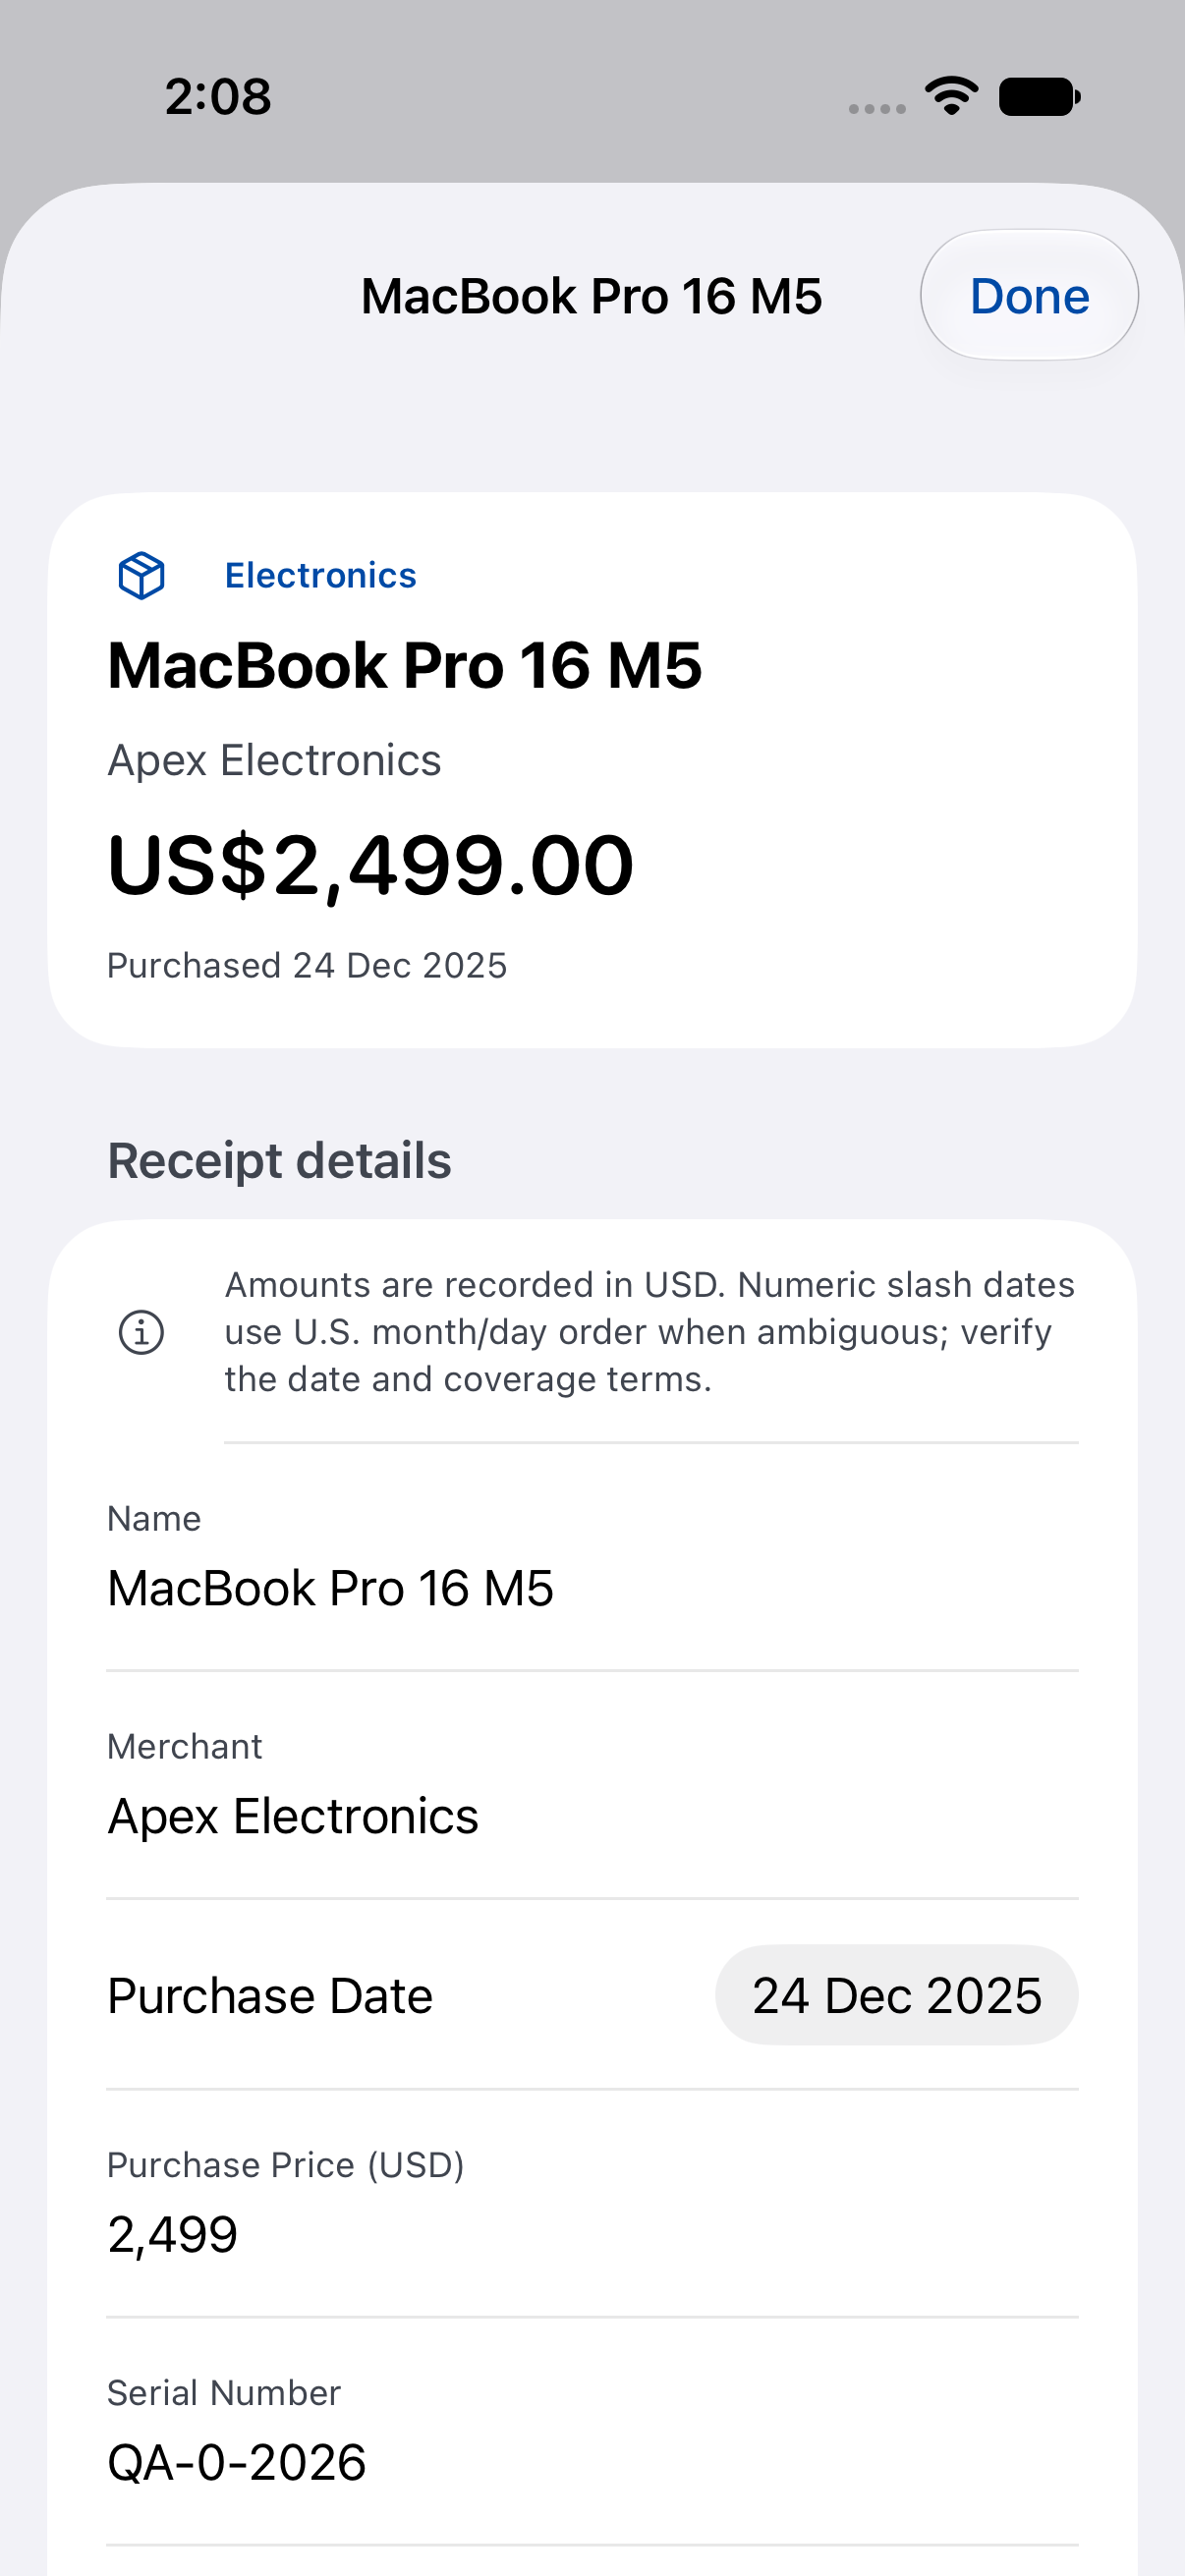 2:08
MacBook Pro 16 M5
Done
Electronics
MacBook Pro 16 M5
Apex Electronics
US$2,499.00
Purchased 24 Dec 2025
Receipt details
Amounts are recorded in USD. Numeric slash dates
use U.S. month/day order when ambiguous; verify
the date and coverage terms.
Name
MacBook Pro 16 M5
Merchant
Apex Electronics
Purchase Date
24 Dec 2025
Purchase Price (USD)
2,499
Serial Number
QA-0-2026